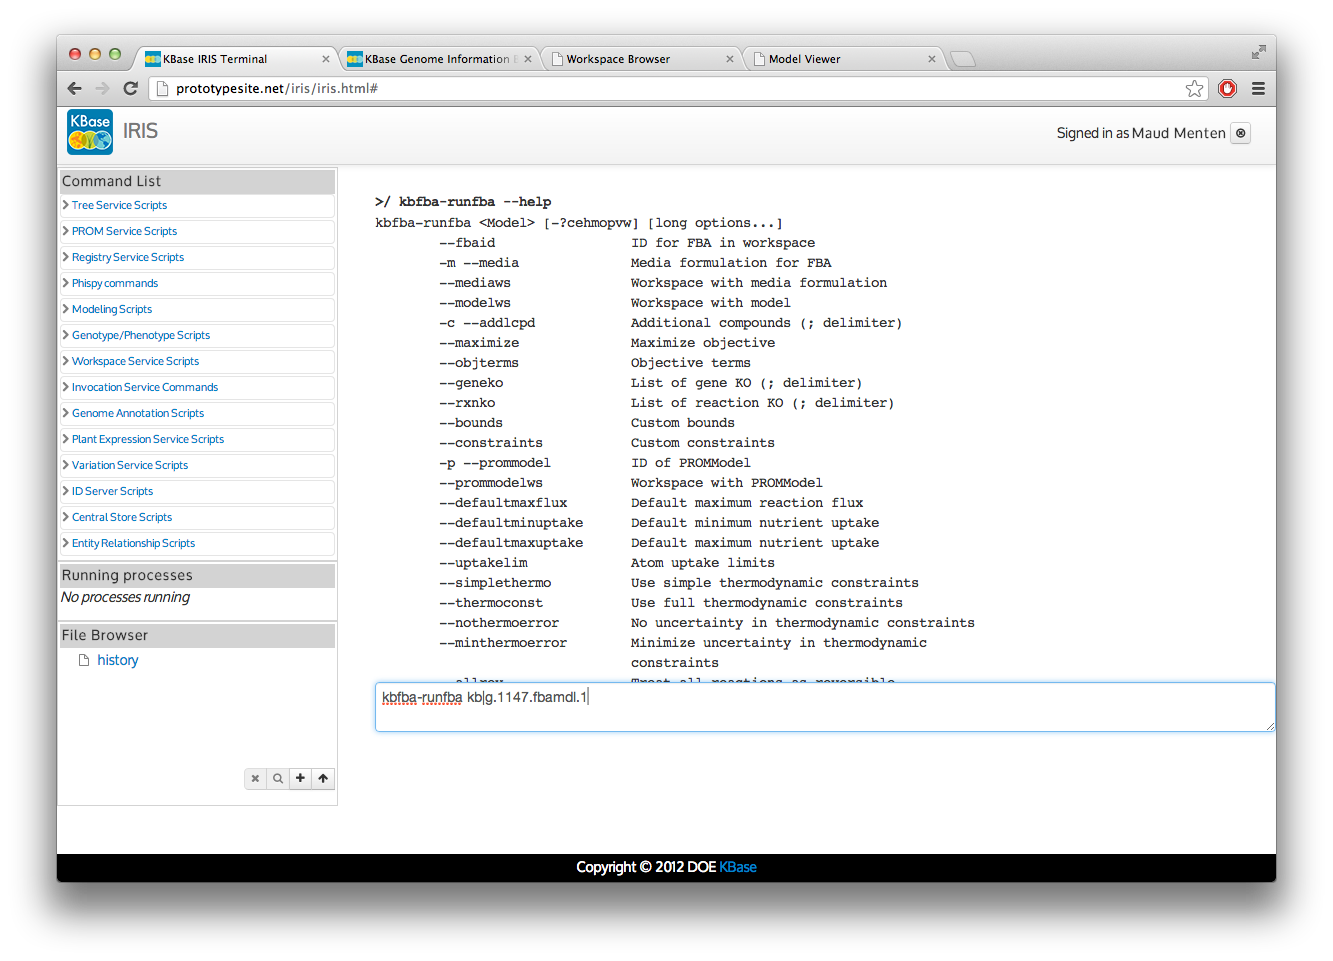 KBase IRIS Terminal
KBase Genome Information
Workspace Browser
Model Viewer
prototypesite.net/iris/iris.html#
KBase
IRIS
Signed in as Maud Menten
Command List
Tree Service Scripts
PROM Service Scripts
Registry Service Scripts
Phispy commands
Modeling Scripts
Genotype/Phenotype Scripts
Workspace Service Scripts
Invocation Service Commands
Genome Annotation Scripts
Plant Expression Service Scripts
Variation Service Scripts
ID Server Scripts
Central Store Scripts
Entity Relationship Scripts
Running processes
No processes running
File Browser
history
>/ kbfba-runfba --help
kbfba-runfba <Model> [-?cehmopvw] [long options...]
--fbaid ID for FBA in workspace
-m --media Media formulation for FBA
--mediaws Workspace with media formulation
--modelws Workspace with model
-c --addlcpd Additional compounds (; delimiter)
--maximize Maximize objective
--objterms Objective terms
--geneko List of gene KO (; delimiter)
--rxnko List of reaction KO (; delimiter)
--bounds Custom bounds
--constraints Custom constraints
-p --prommodel ID of PROMModel
--prommodelws Workspace with PROMModel
--defaultmaxflux Default maximum reaction flux
--defaultminuptake Default minimum nutrient uptake
--defaultmaxuptake Default maximum nutrient uptake
--uptakelim Atom uptake limits
--simplethermo Use simple thermodynamic constraints
--thermoconst Use full thermodynamic constraints
--nothermoerror No uncertainty in thermodynamic constraints
--minthermoerror Minimize uncertainty in thermodynamic
constraints
--allrev Treat all reactions as reversible
kbfba-runfba kb|g.1147.fbamdl.1
Copyright © 2012 DOE KBase